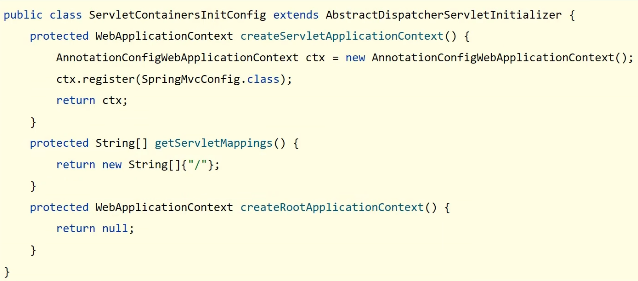 public class ServletContainersInitConfig extends AbstractDispatcherServletInitializer {
    protected WebApplicationContext createServletApplicationContext() {
        AnnotationConfigWebApplicationContext ctx = new AnnotationConfigWebApplicationContext();
        ctx.register(SpringMvcConfig.class);
        return ctx;
    }
    protected String[] getServletMappings() {
        return new String[]{"/"};
    }
    protected WebApplicationContext createRootApplicationContext() {
        return null;
    }
}